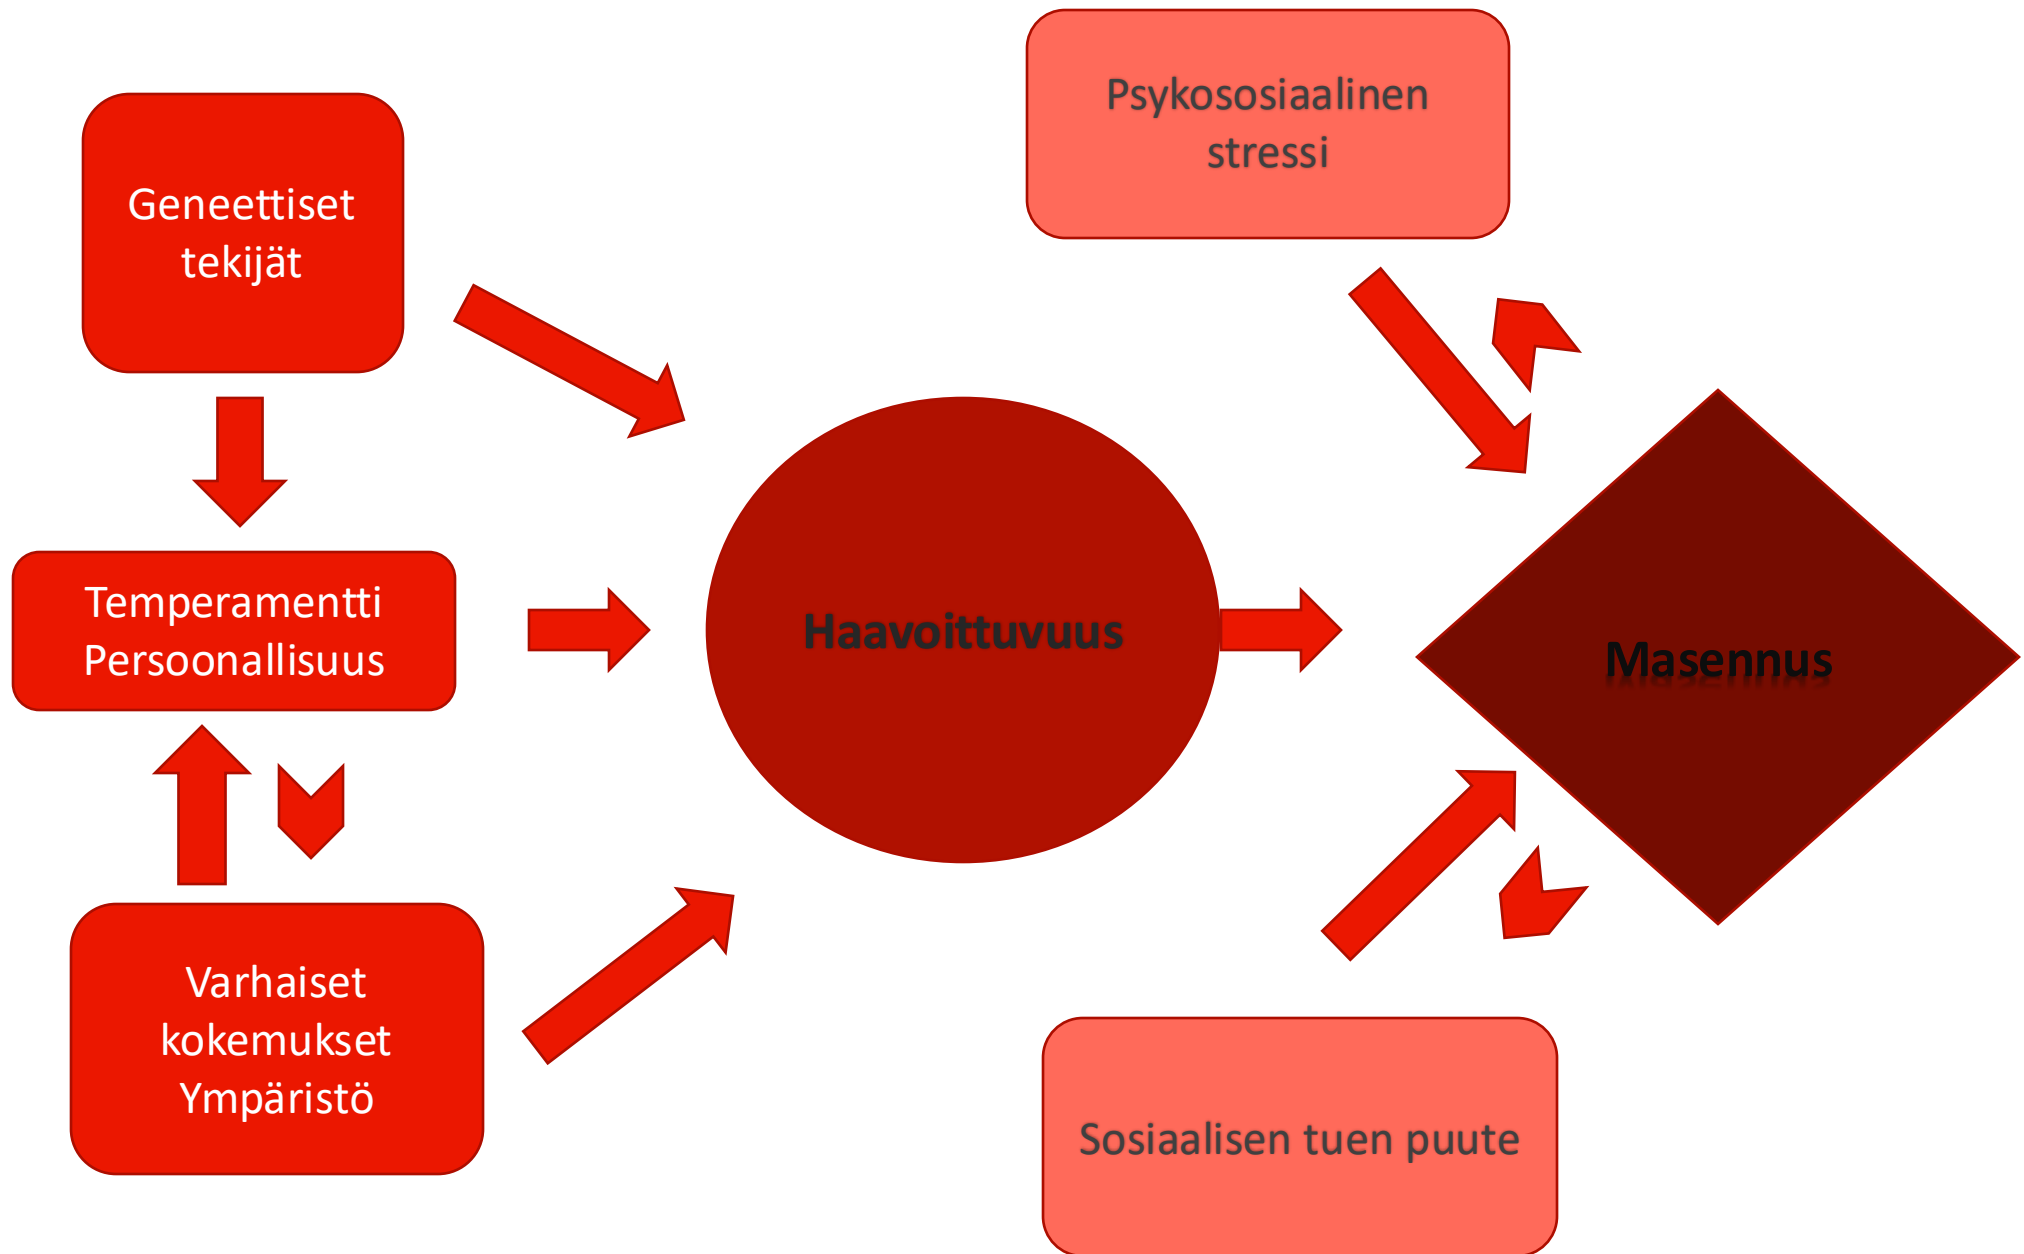 Geneettiset
tekijät
Temperamentti
Persoonallisuus
Varhaiset
kokemukset
Ympäristö
Haavoittuvuus
Psykososiaalinen
stressi
Masennus
Sosiaalisen tuen puute